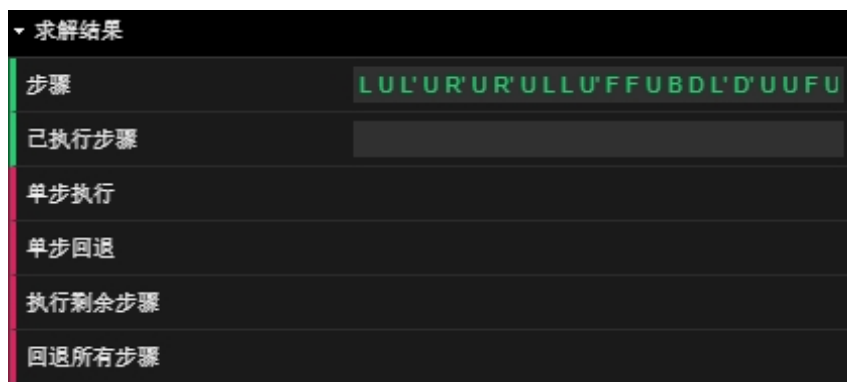 求解结果
步骤 L U L' U R' U R' U L L U' F F U B D L' D' U U F U
己执行步骤
单步执行
单步回退
执行剩余步骤
回退所有步骤